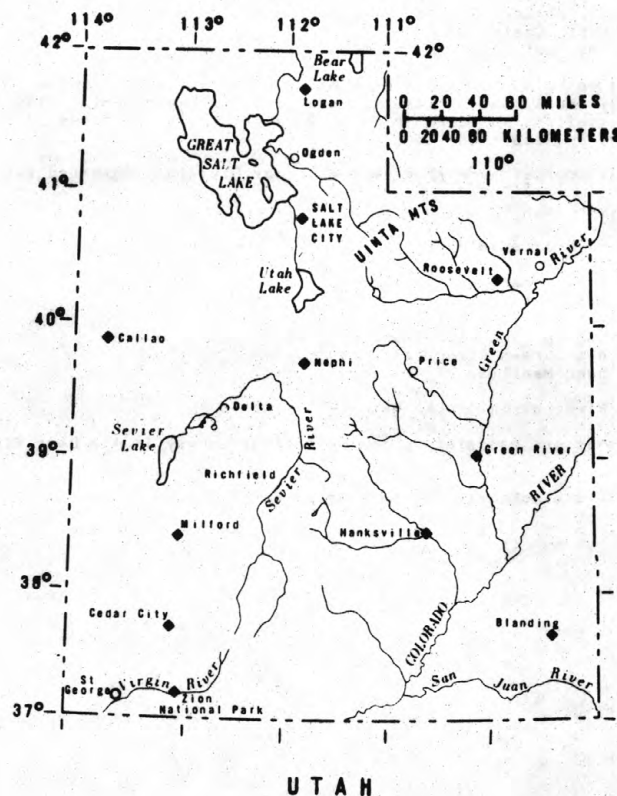 114° 113° 112° 111°
42° 42°
Bear
Lake
Logan
0 20 40 60 MILES
0 20 40 60 KILOMETERS
110°
GREAT
SALT
LAKE
Ogden
41°
SALT
LAKE
CITY
UINTA MTS
Vernal
River
Roosevelt
Utah
Lake
40°
Callao
Nephi
Price
Green
Delta
Sevier
Lake
River
39°
Richfield
Sevier
Green River
RIVER
Milford
Hanksville
38°
Cedar City
COLORADO
Blanding
St
George
Virgin River
Zion
National Park
San Juan River
37°
UTAH